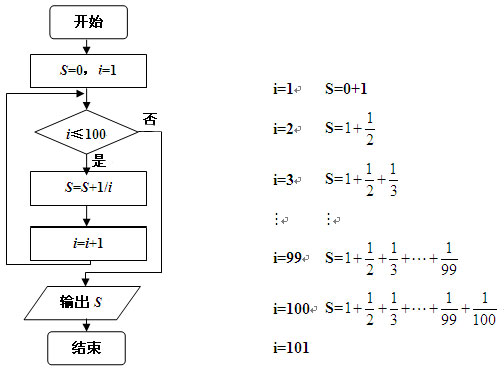 开始
S=0，i=1
i≤100
否
是
S=S+1/i
i=i+1
输出 S
结束
i=1 S=0+1
i=2 S=1+1/2
i=3 S=1+1/2+1/3
⋮ ⋮
i=99 S=1+1/2+1/3+⋯+1/99
i=100 S=1+1/2+1/3+⋯+1/99+1/100
i=101